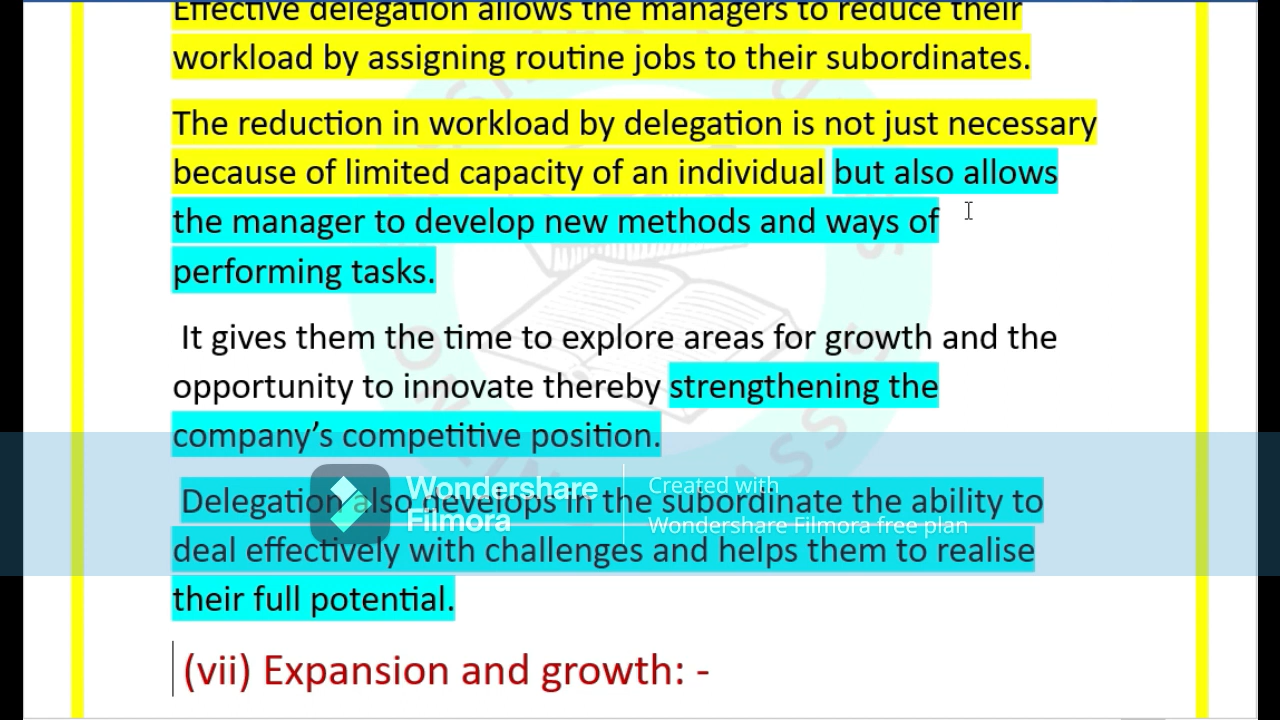 Effective delegation allows the managers to reduce their
workload by assigning routine jobs to their subordinates.
The reduction in workload by delegation is not just necessary
because of limited capacity of an individual but also allows
the manager to develop new methods and ways of
performing tasks.
It gives them the time to explore areas for growth and the
opportunity to innovate thereby strengthening the
company's competitive position.
Delegation also develops in the subordinate the ability to
deal effectively with challenges and helps them to realise
their full potential.
Wondershare
Filmora
Created with
Wondershare Filmora free plan
(vii) Expansion and growth: -